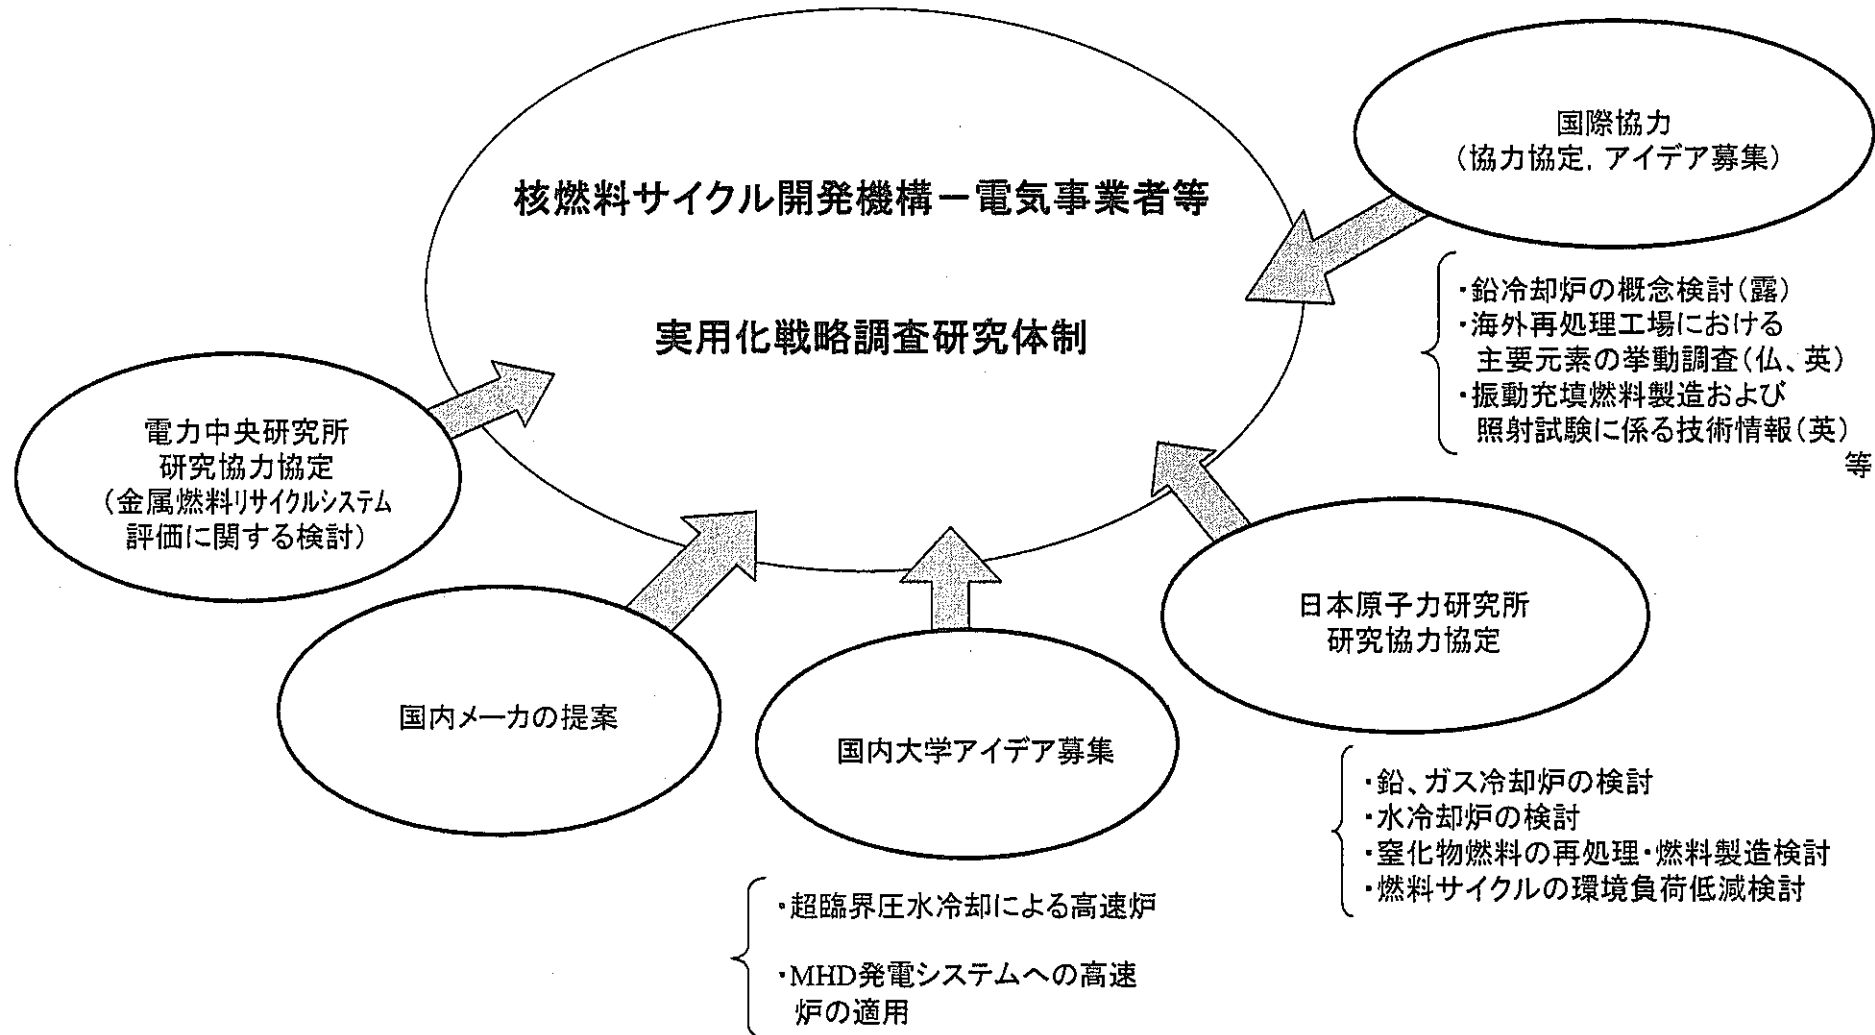 核燃料サイクル開発機構－電気事業者等
実用化戦略調査研究体制
国際協力
（協力協定，アイデア募集）
・鉛冷却炉の概念検討（露）
・海外再処理工場における
主要元素の挙動調査（仏、英）
・振動充填燃料製造および
照射試験に係る技術情報（英）
等
電力中央研究所
研究協力協定
（金属燃料リサイクルシステム
評価に関する検討）
国内メーカの提案
国内大学アイデア募集
・超臨界圧水冷却による高速炉
・MHD発電システムへの高速
炉の適用
日本原子力研究所
研究協力協定
・鉛、ガス冷却炉の検討
・水冷却炉の検討
・窒化物燃料の再処理・燃料製造検討
・燃料サイクルの環境負荷低減検討